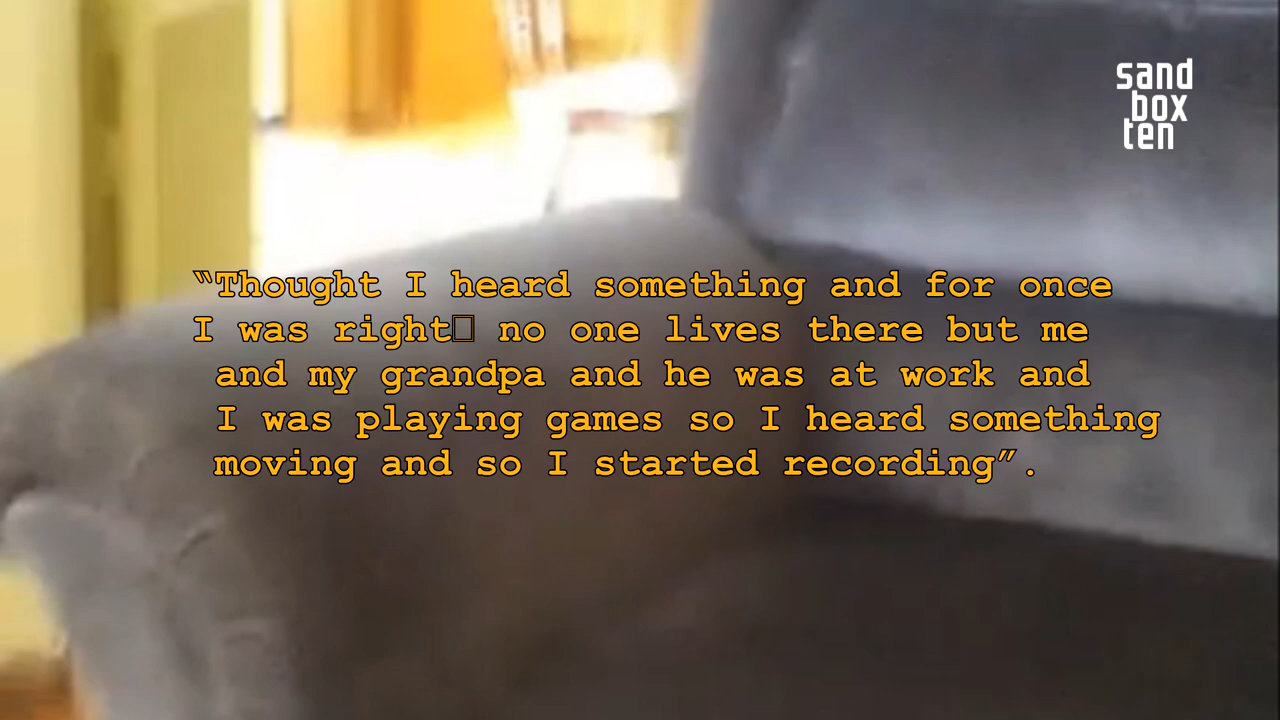 sand
box
ten
“Thought I heard something and for once
I was right□ no one lives there but me
and my grandpa and he was at work and
I was playing games so I heard something
moving and so I started recording”.